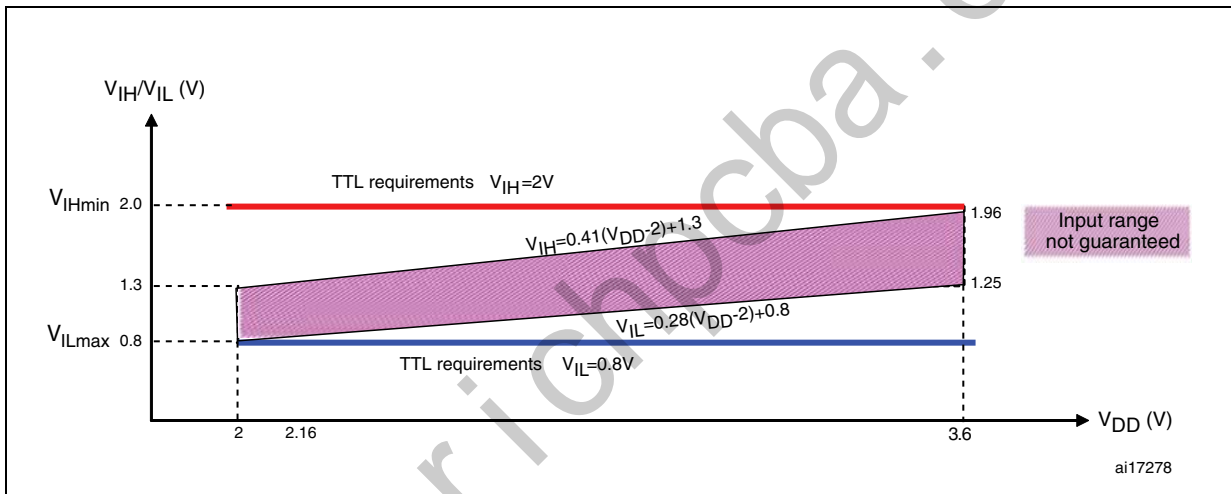 VIH/VIL (V)
TTL requirements VIH=2V
VIHmin 2.0
1.96
VIH=0.41(VDD-2)+1.3
Input range
not guaranteed
1.3
1.25
VIL=0.28(VDD-2)+0.8
VILmax 0.8
TTL requirements VIL=0.8V
2
2.16
3.6
VDD (V)
ai17278
richpcba.